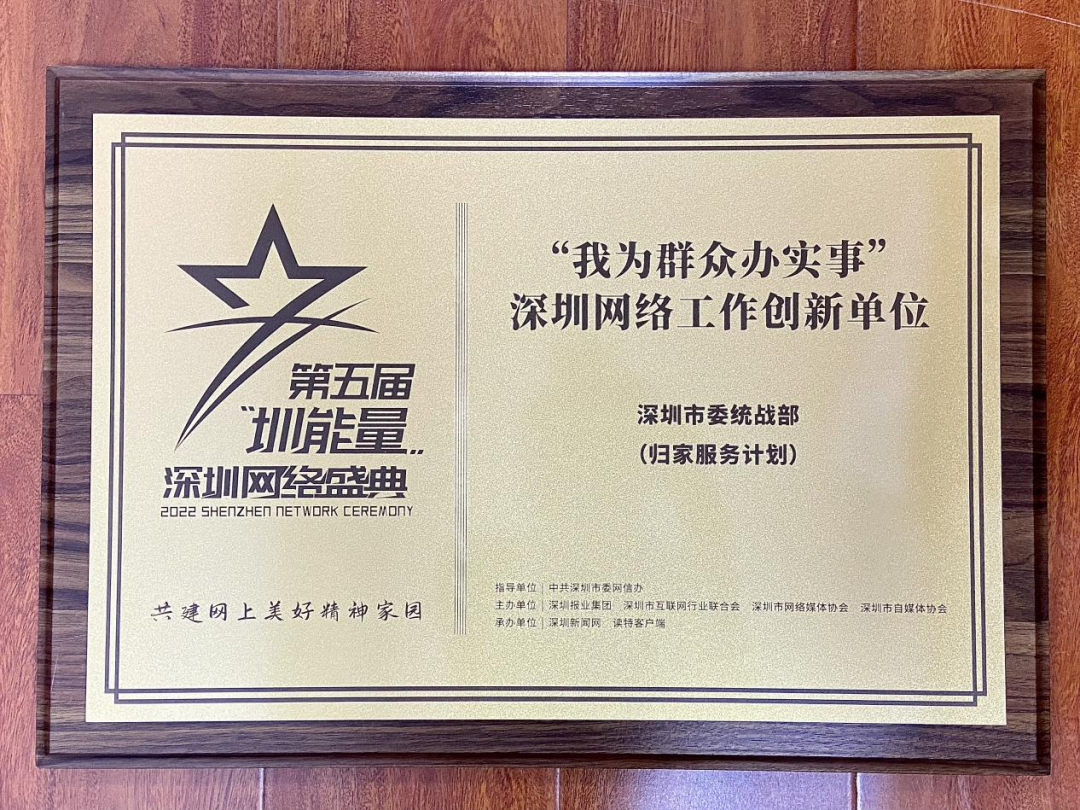 第五届
“圳能量”
深圳网络盛典
2022 SHENZHEN NETWORK CEREMONY
共建网上美好精神家园
“我为群众办实事”
深圳网络工作创新单位
深圳市委统战部
(归家服务计划)
指导单位 | 中共深圳市委网信办
主办单位 | 深圳报业集团 深圳市互联网行业联合会 深圳市网络媒体协会 深圳市自媒体协会
承办单位 | 深圳新闻网 读特客户端